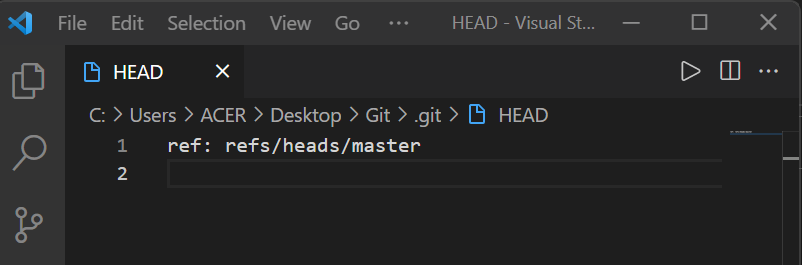 File Edit Selection View Go ··· HEAD - Visual St...
HEAD
C: > Users > ACER > Desktop > Git > .git > HEAD
1 ref: refs/heads/master
2